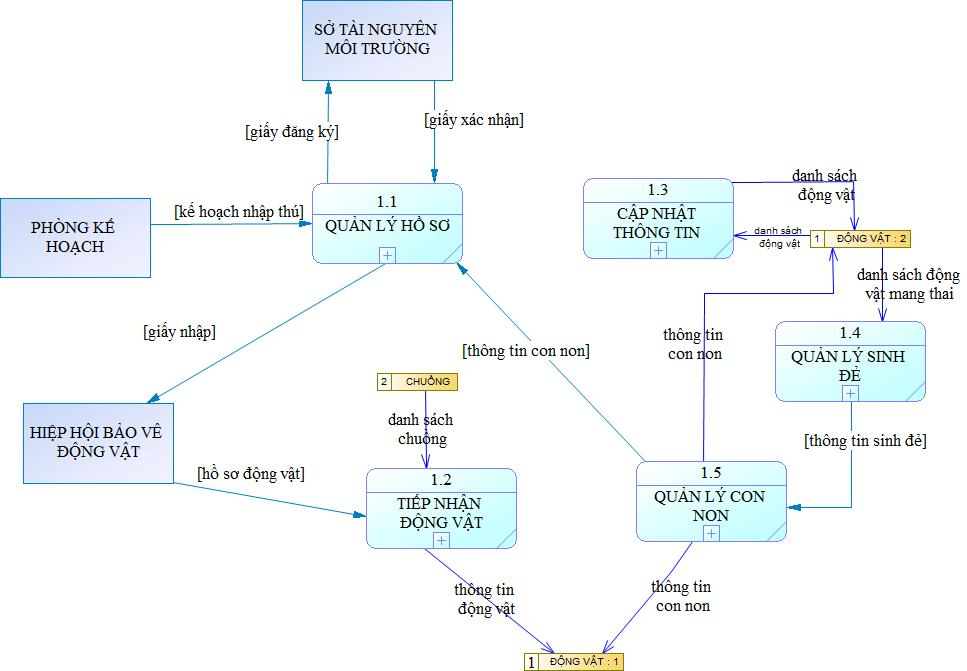 SỞ TÀI NGUYÊN
MÔI TRƯỜNG
[giấy đăng ký]
[giấy xác nhận]
PHÒNG KẾ
HOẠCH
[kế hoạch nhập thú]
1.1
QUẢN LÝ HỒ SƠ
1.3
CẬP NHẬT
THÔNG TIN
danh sách
động vật
danh sách
động vật
1 ĐỘNG VẬT : 2
danh sách động
vật mang thai
[giấy nhập]
[thông tin con non]
thông tin
con non
1.4
QUẢN LÝ SINH
ĐẺ
2 CHUỒNG
danh sách
chuồng
HIỆP HỘI BẢO VÊ
ĐỘNG VẬT
[hồ sơ động vật]
1.2
TIẾP NHẬN
ĐỘNG VẬT
[thông tin sinh đẻ]
1.5
QUẢN LÝ CON
NON
thông tin
động vật
thông tin
con non
1 ĐỘNG VẬT : 1